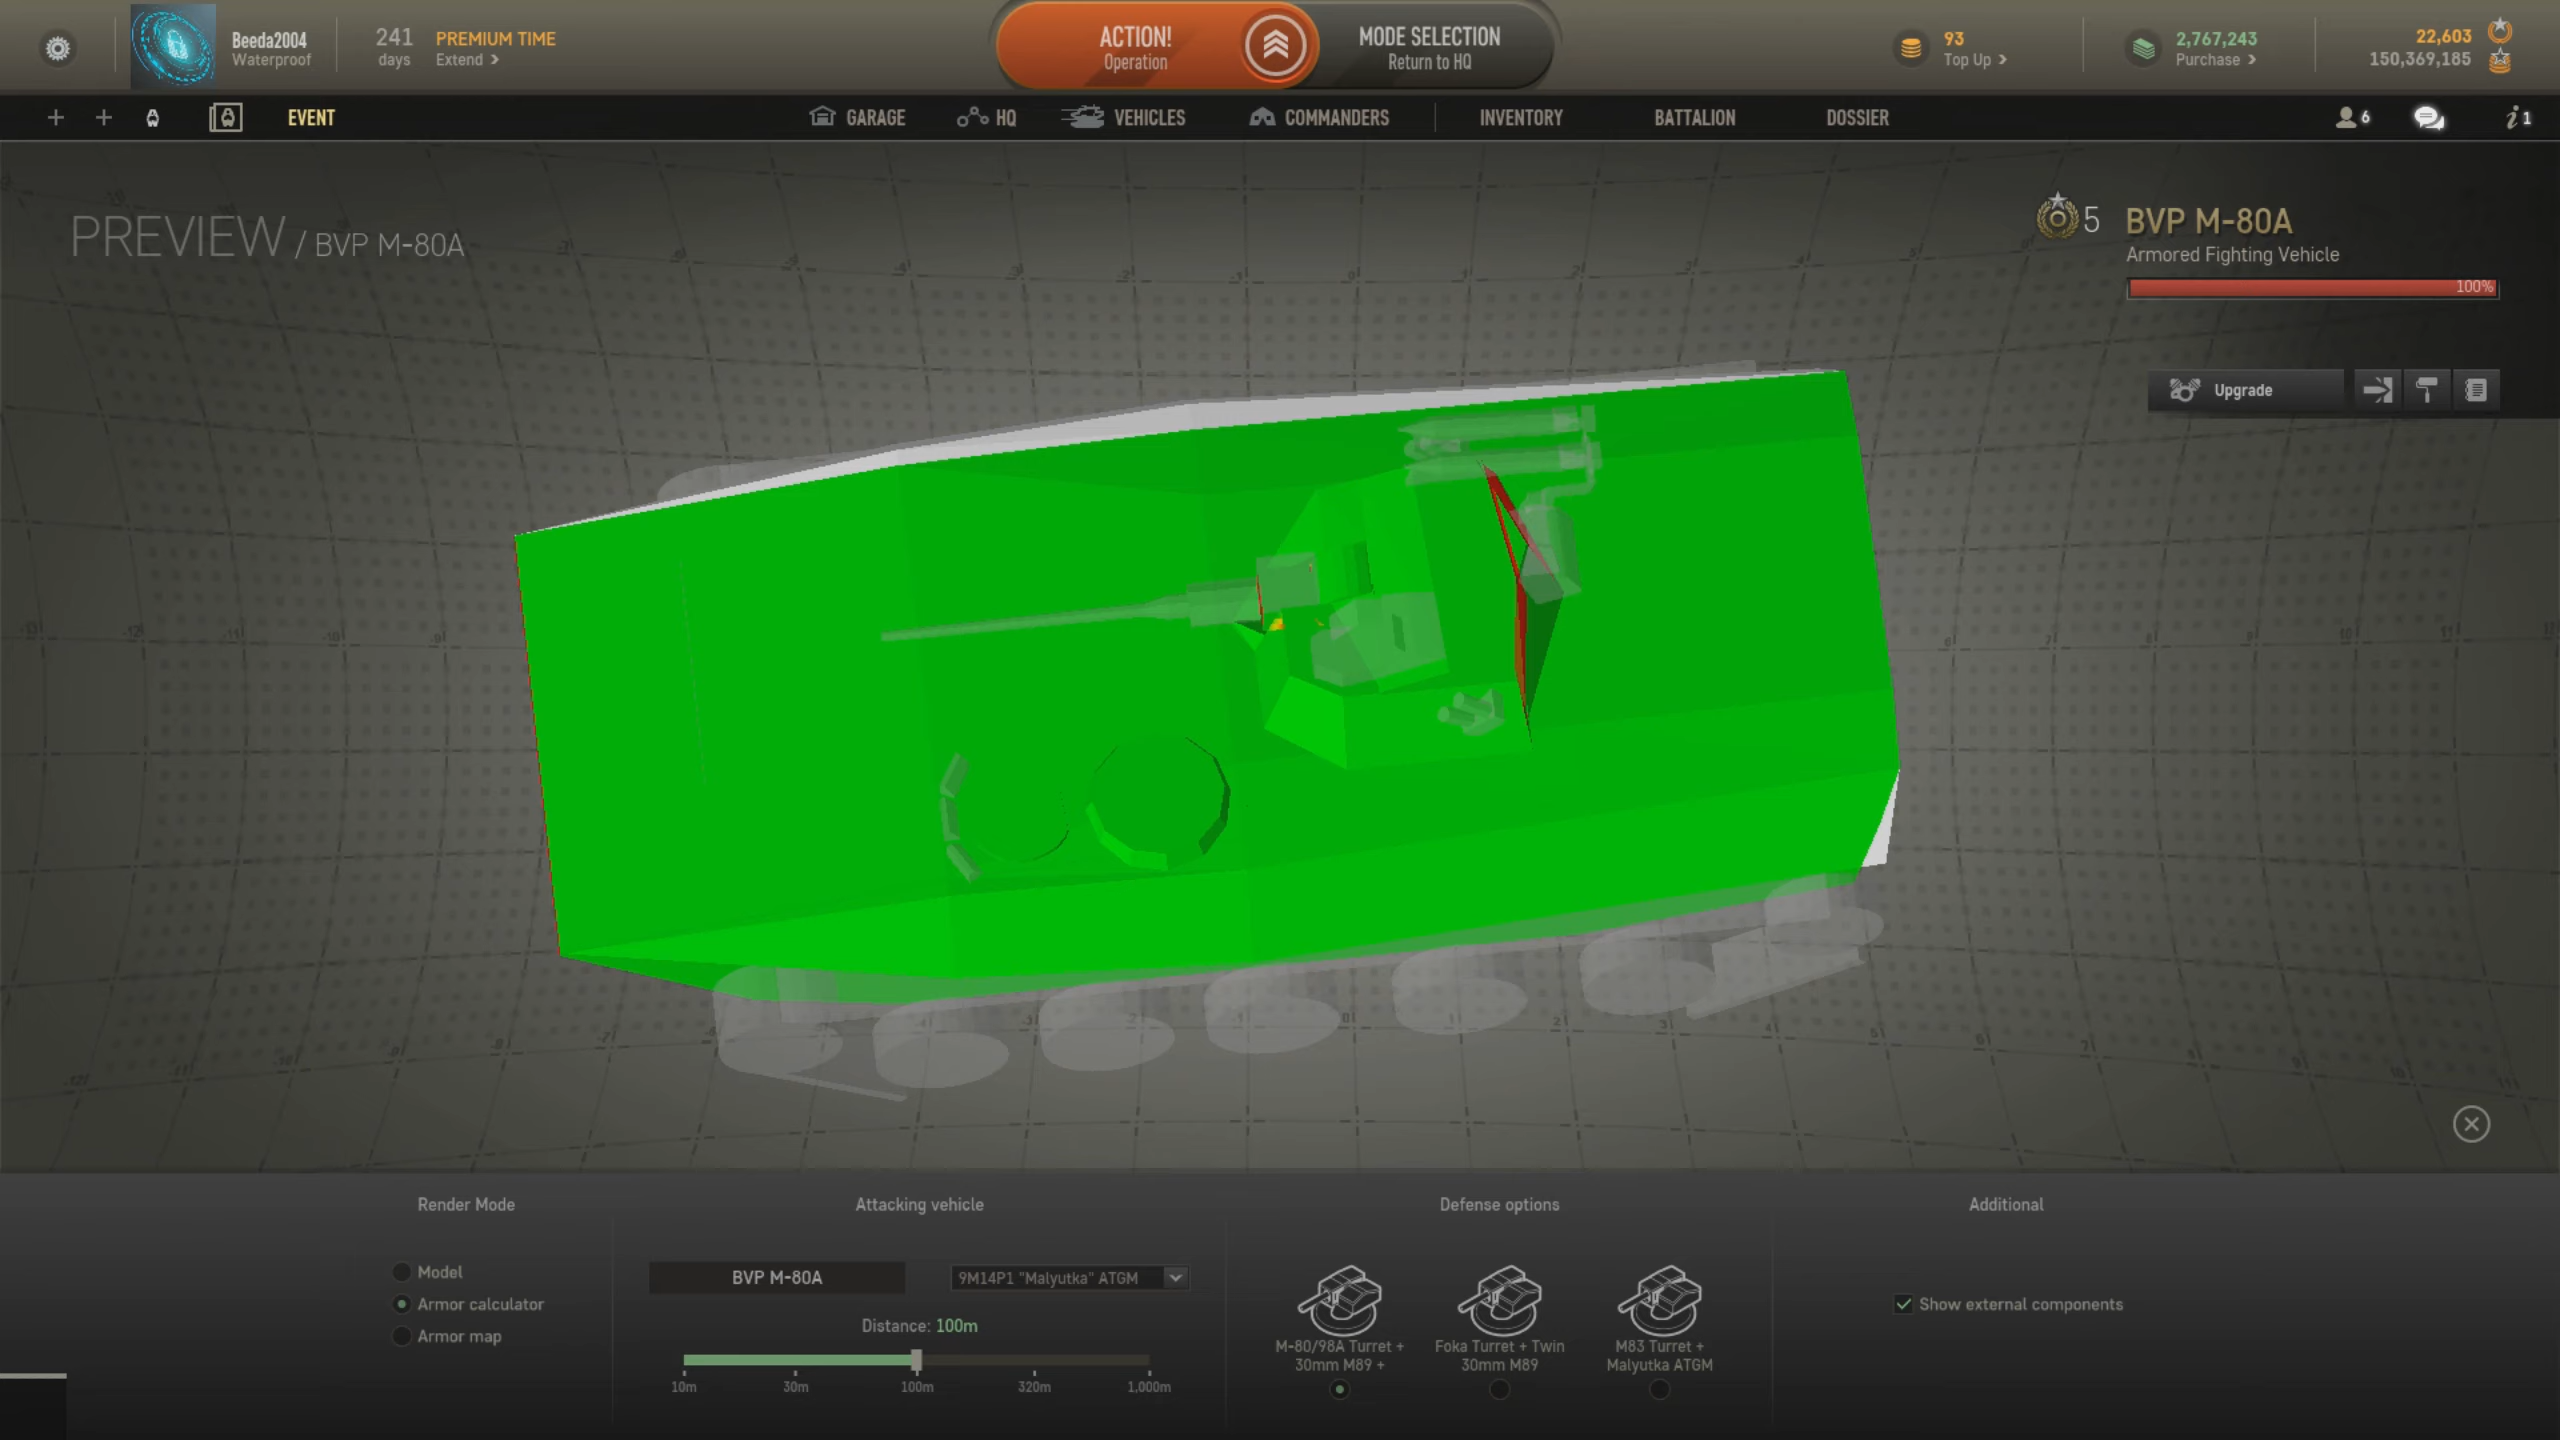 Beeda2004
Waterproof
241
days
PREMIUM TIME
Extend >
ACTION!
Operation
MODE SELECTION
Return to HQ
93
Top Up >
2,767,243
Purchase >
22,603
150,369,185
EVENT
GARAGE
HQ
VEHICLES
COMMANDERS
INVENTORY
BATTALION
DOSSIER
6
1
PREVIEW / BVP M-80A
5
BVP M-80A
Armored Fighting Vehicle
100%
Upgrade
Render Mode
Model
Armor calculator
Armor map
Attacking vehicle
BVP M-80A
9M14P1 "Malyutka" ATGM
Distance: 100m
10m
30m
100m
320m
1,000m
Defense options
M-80/98A Turret +
30mm M89 +
Foka Turret + Twin
30mm M89
M83 Turret +
Malyutka ATGM
Additional
Show external components